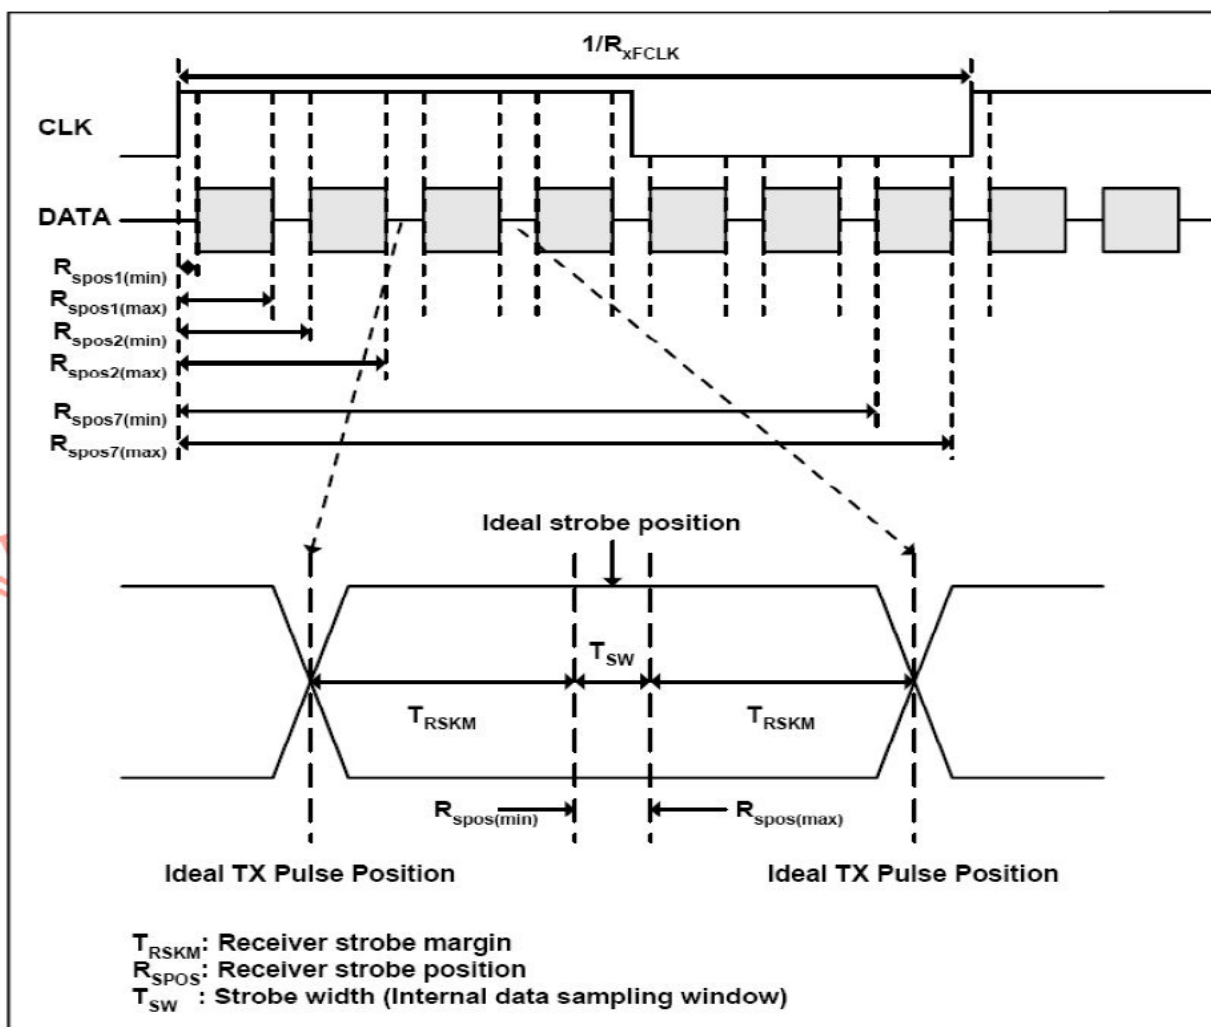 1/RxFCLK
CLK
DATA
Rspos1(min)
Rspos1(max)
Rspos2(min)
Rspos2(max)
Rspos7(min)
Rspos7(max)
Ideal strobe position
TSW
TRSKM TRSKM
Rspos(min) Rspos(max)
Ideal TX Pulse Position Ideal TX Pulse Position
TRSKM: Receiver strobe margin
RSPOS: Receiver strobe position
TSW : Strobe width (Internal data sampling window)